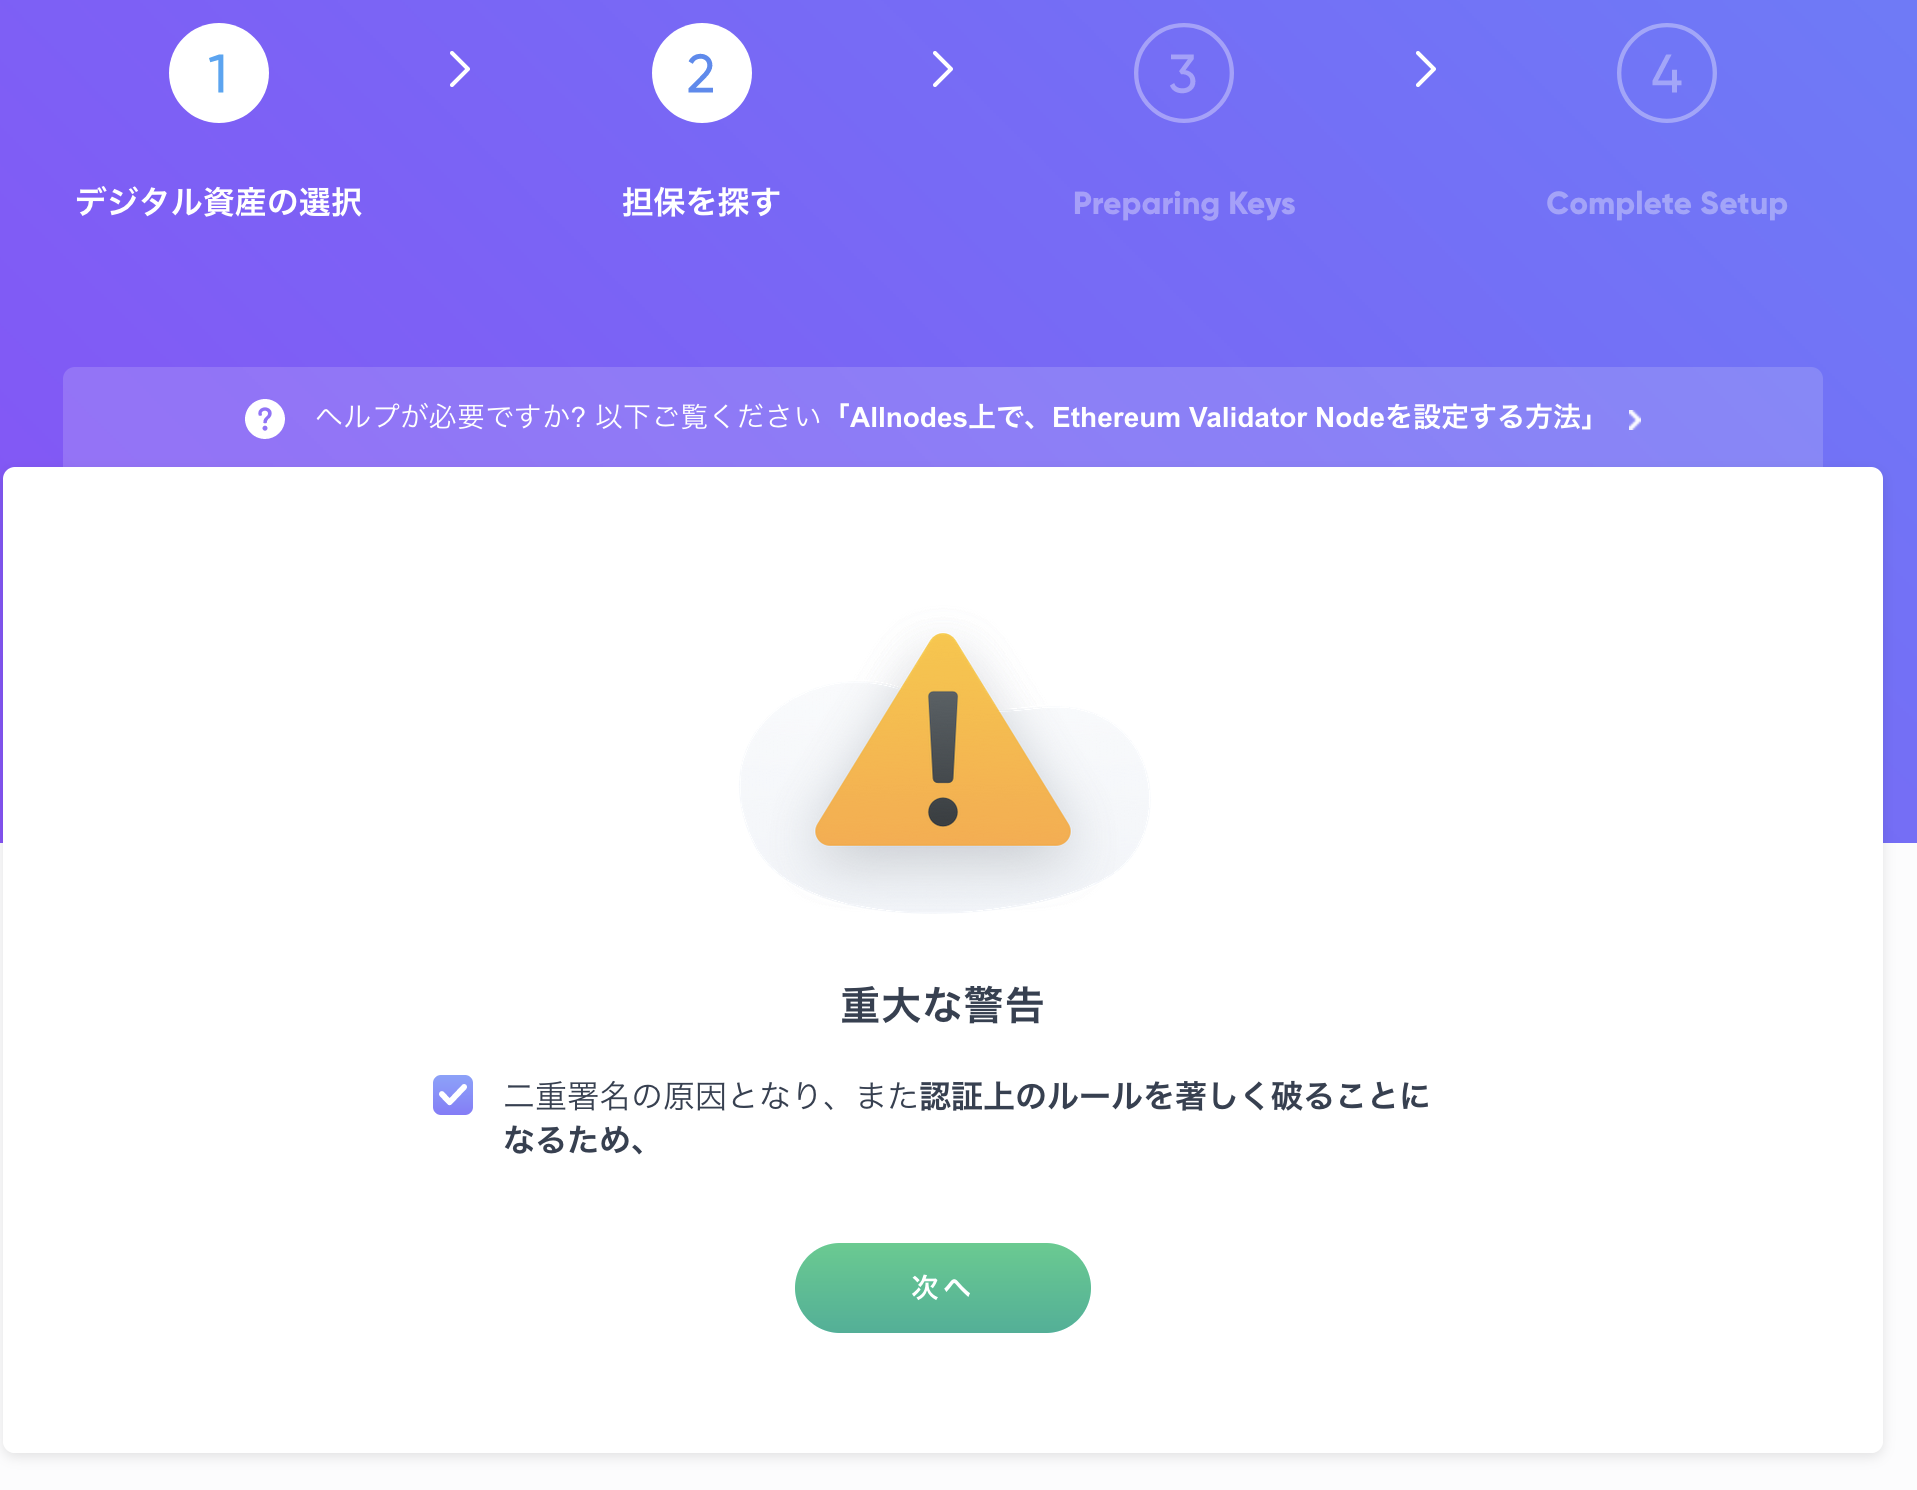 1
2
3
4
デジタル資産の選択
担保を探す
Preparing Keys
Complete Setup
ヘルプが必要ですか? 以下ご覧ください「Allnodes上で、Ethereum Validator Nodeを設定する方法」
重大な警告
二重署名の原因となり、また認証上のルールを著しく破ることに
なるため、
次へ